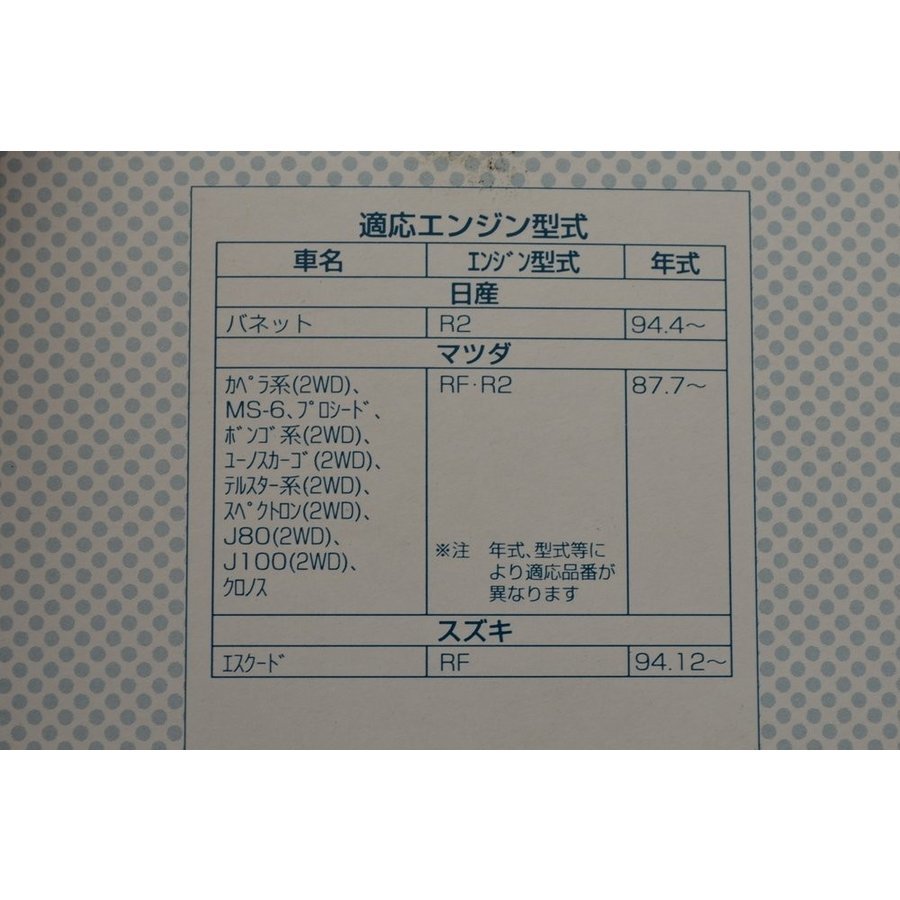 適応エンジン型式
車名 ｴﾝｼﾞﾝ型式 年式
日産
バネット R2 94.4～
マツダ
ｶﾍﾟﾗ系(2WD)、 RF･R2 87.7～
MS-6、ﾌﾟﾛｼｰﾄﾞ、
ﾎﾞﾝｺﾞ系(2WD)、
ﾕｰﾉｽｶｰｺﾞ(2WD)、
ﾃﾙｽﾀｰ系(2WD)、
ｽﾍﾟｸﾄﾛﾝ(2WD)、
J80(2WD)、
J100(2WD)、
ｸﾛﾉｽ
※注 年式、型式等に
より適応品番が
異なります
スズキ
ｴｽｸｰﾄﾞ RF 94.12～